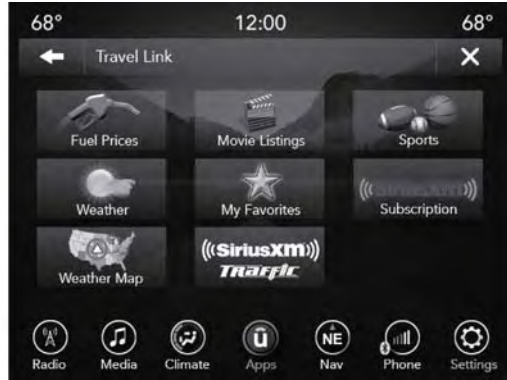 68° 12:00 68°
Travel Link
Fuel Prices Movie Listings Sports
Weather My Favorites ((SiriusXM)) Subscription
Weather Map ((SiriusXM)) TRAFFIC
Radio Media Climate û Apps NE Nav Phone Settings